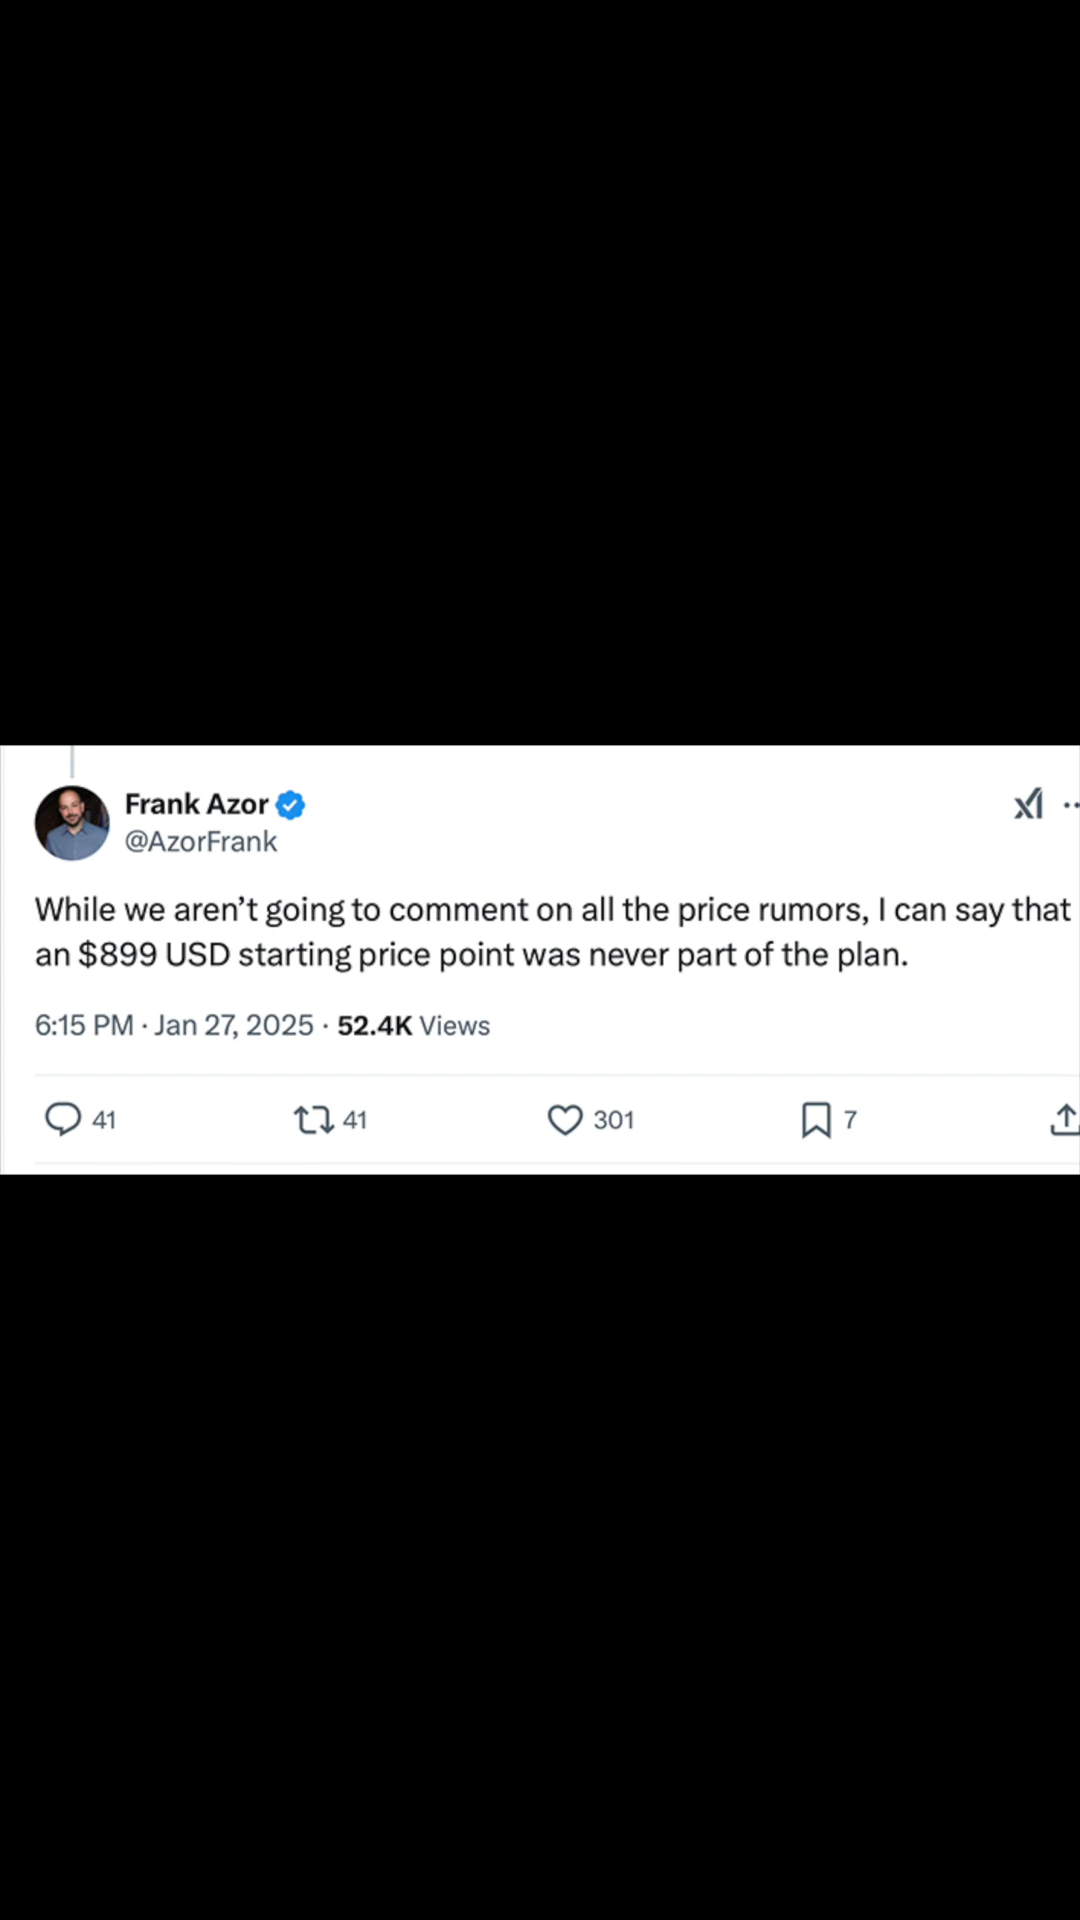 Frank Azor
@AzorFrank
While we aren’t going to comment on all the price rumors, I can say that
an $899 USD starting price point was never part of the plan.
6:15 PM · Jan 27, 2025 · 52.4K Views
41 41 301 7